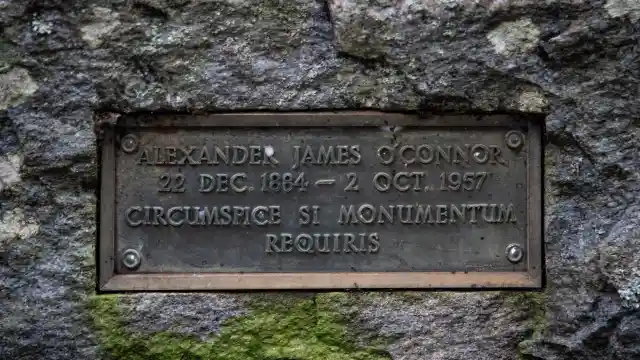 ALEXANDER JAMES O'CONNOR
22 DEC. 1884 – 2 OCT. 1957
CIRCUMSPICE SI MONUMENTUM
REQUIRIS